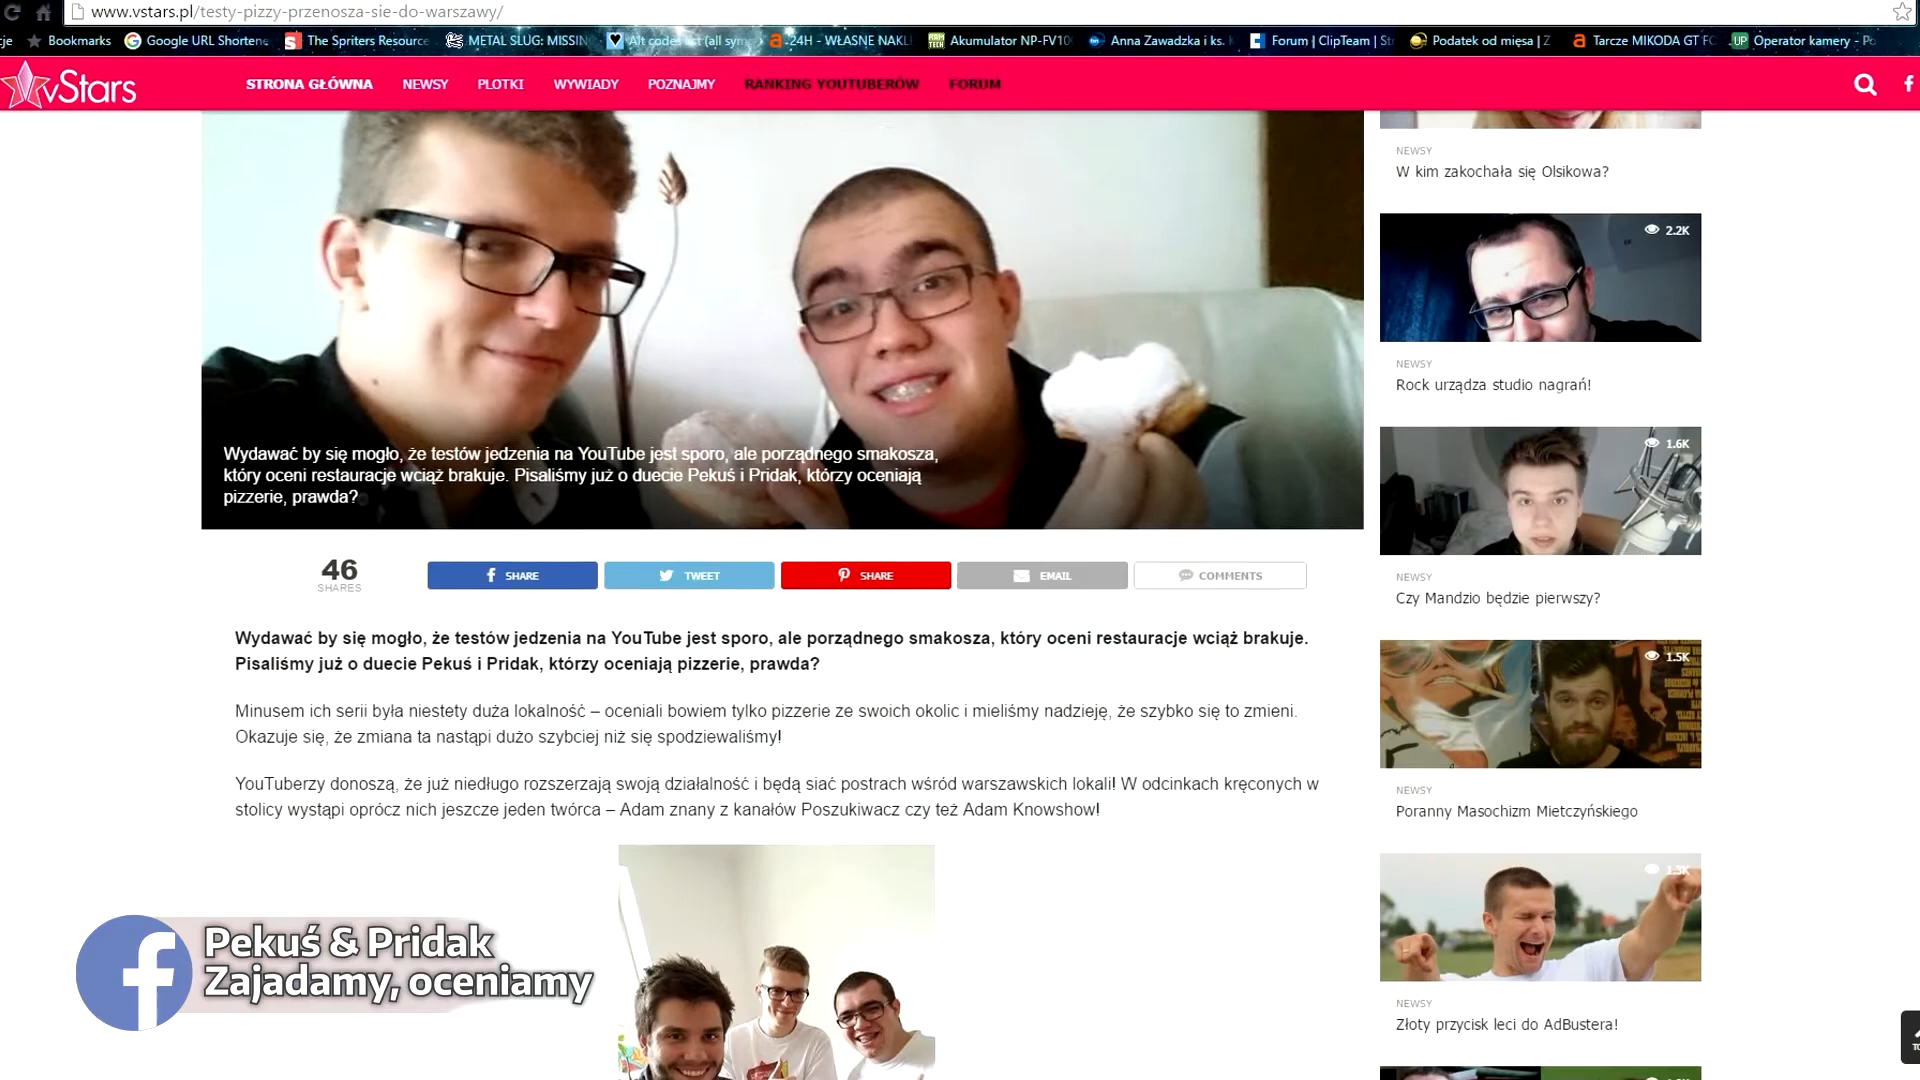 www.vstars.pl/testy-pizzy-przenosza-sie-do-warszawy/
Bookmarks
Google URL Shortene
The Spriters Resource
METAL SLUG: MISSIN
Alt codes list (all sym
24H - WŁASNE NAKL
Akumulator NP-FV10
Anna Zawadzka i ks.
Forum | ClipTeam | St
Podatek od mięsa | Z
Tarcze MIKODA GT FO
UP Operator kamery - Po
vStars
STRONA GŁÓWNA
NEWSY
PLOTKI
WYWIADY
POZNAJMY
RANKING YOUTUBERÓW
FORUM
Wydawać by się mogło, że testów jedzenia na YouTube jest sporo, ale porządnego smakosza,
który oceni restauracje wciąż brakuje. Pisaliśmy już o duecie Pekuś i Pridak, którzy oceniają
pizzerie, prawda?
46
SHARES
SHARE
TWEET
SHARE
EMAIL
COMMENTS
Wydawać by się mogło, że testów jedzenia na YouTube jest sporo, ale porządnego smakosza, który oceni restauracje wciąż brakuje.
Pisaliśmy już o duecie Pekuś i Pridak, którzy oceniają pizzerie, prawda?
Minusem ich serii była niestety duża lokalność – oceniali bowiem tylko pizzerie ze swoich okolic i mieliśmy nadzieję, że szybko się to zmieni.
Okazuje się, że zmiana ta nastąpi dużo szybciej niż się spodziewaliśmy!
YouTuberzy donoszą, że już niedługo rozszerzają swoją działalność i będą siać postrach wśród warszawskich lokali! W odcinkach kręconych w
stolicy wystąpi oprócz nich jeszcze jeden twórca – Adam znany z kanałów Poszukiwacz czy też Adam Knowshow!
Pekuś & Pridak
Zajadamy, oceniamy
NEWSY
W kim zakochała się Olsikowa?
2.2K
NEWSY
Rock urządza studio nagrań!
1.6K
NEWSY
Czy Mandzio będzie pierwszy?
1.5K
NEWSY
Poranny Masochizm Mietczyńskiego
1.3K
NEWSY
Złoty przycisk leci do AdBustera!